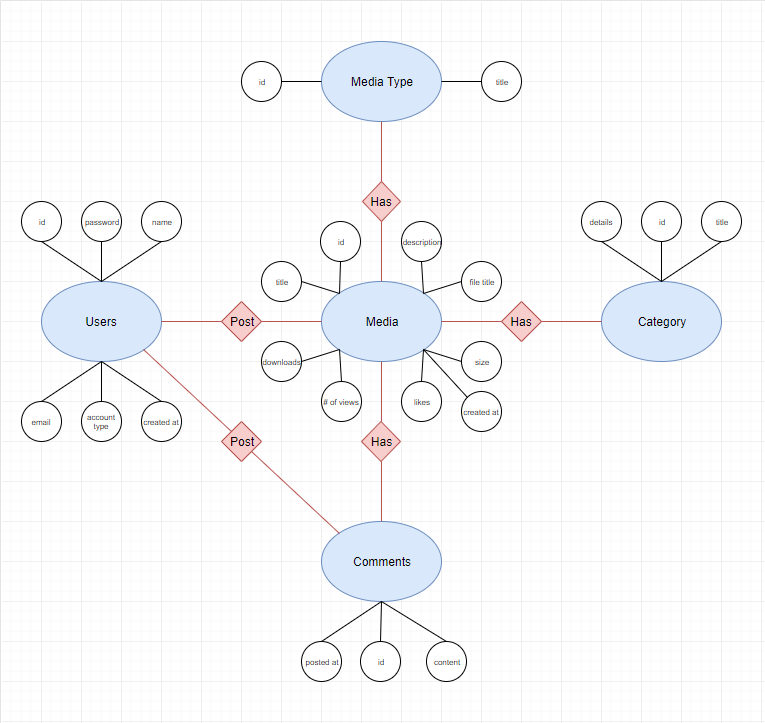 Media Type
id
title
Has
id
password
name
details
id
title
id
description
title
file title
Users
Post
Media
Has
Category
downloads
size
# of views
likes
created at
email
account
type
created at
Post
Has
Comments
posted at
id
content